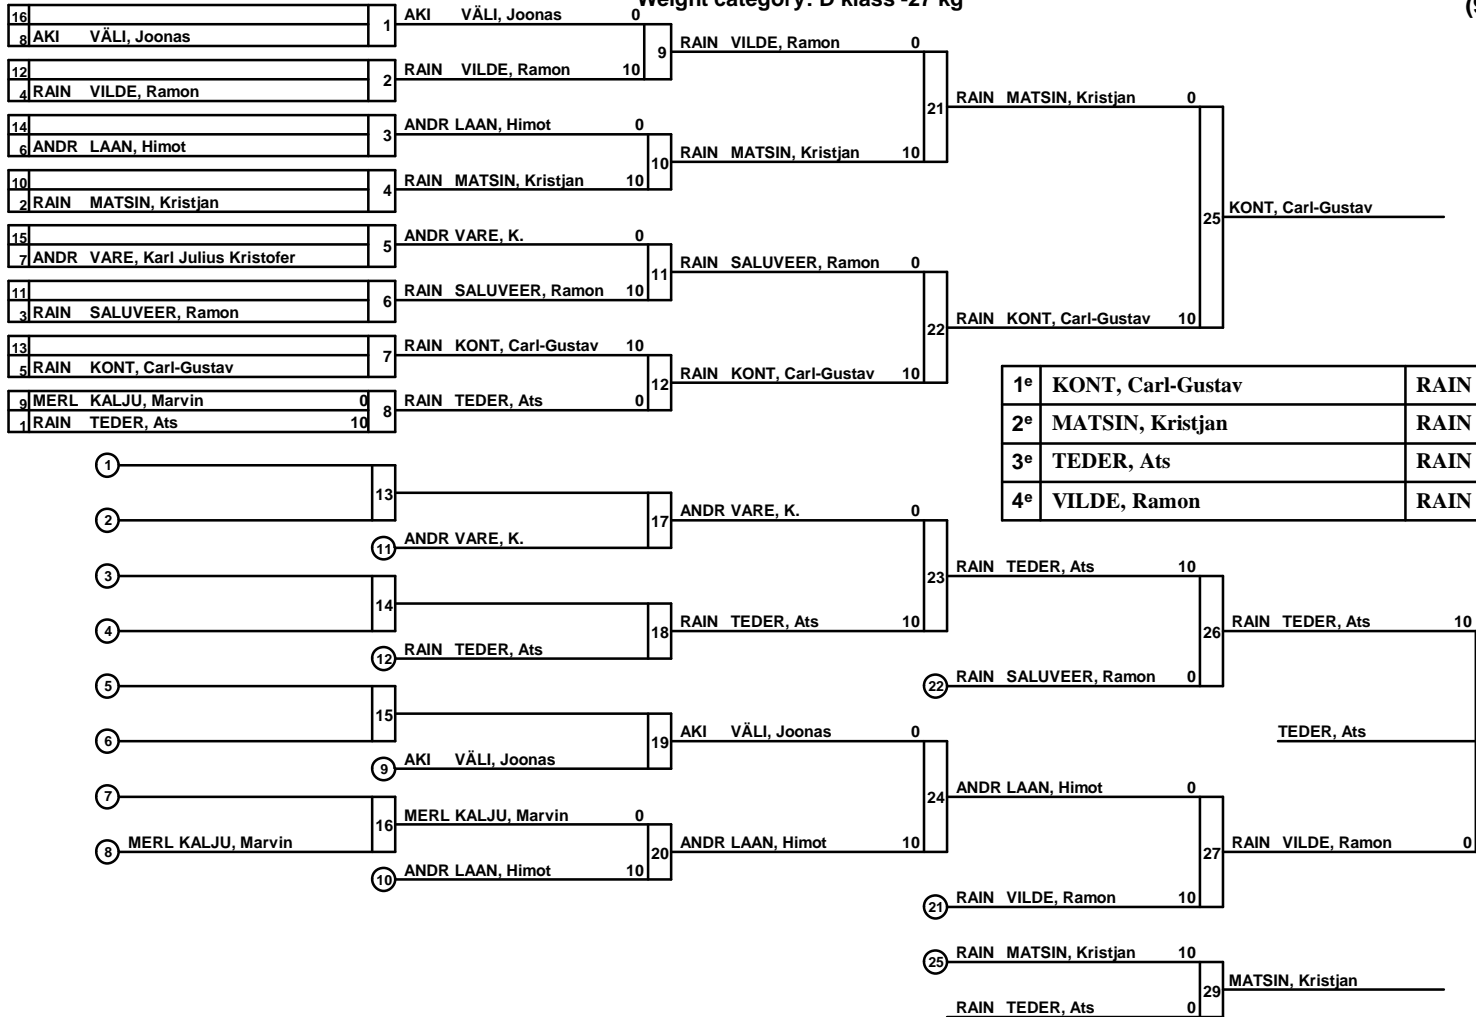 Weight category: D klass -27 kg
(9
16
8 AKI VÄLI, Joonas
1
AKI VÄLI, Joonas 0
12
4 RAIN VILDE, Ramon
2
RAIN VILDE, Ramon 10
9
RAIN VILDE, Ramon 0
14
6 ANDR LAAN, Himot
3
ANDR LAAN, Himot 0
10
2 RAIN MATSIN, Kristjan
4
RAIN MATSIN, Kristjan 10
10
RAIN MATSIN, Kristjan 10
21
RAIN MATSIN, Kristjan 0
15
7 ANDR VARE, Karl Julius Kristofer
5
ANDR VARE, K. 0
11
3 RAIN SALUVEER, Ramon
6
RAIN SALUVEER, Ramon 10
11
RAIN SALUVEER, Ramon 0
13
5 RAIN KONT, Carl-Gustav
7
RAIN KONT, Carl-Gustav 10
9 MERL KALJU, Marvin 0
1 RAIN TEDER, Ats 10
8
RAIN TEDER, Ats 0
12
RAIN KONT, Carl-Gustav 10
22
RAIN KONT, Carl-Gustav 10
25
KONT, Carl-Gustav
1e KONT, Carl-Gustav RAIN
2e MATSIN, Kristjan RAIN
3e TEDER, Ats RAIN
4e VILDE, Ramon RAIN
1
2
13
11 ANDR VARE, K.
17
ANDR VARE, K. 0
3
4
14
12 RAIN TEDER, Ats
18
RAIN TEDER, Ats 10
23
RAIN TEDER, Ats 10
22 RAIN SALUVEER, Ramon 0
26
RAIN TEDER, Ats 10
5
6
15
9 AKI VÄLI, Joonas
19
AKI VÄLI, Joonas 0
7
8 MERL KALJU, Marvin
16
MERL KALJU, Marvin 0
10 ANDR LAAN, Himot 10
20
ANDR LAAN, Himot 10
24
ANDR LAAN, Himot 0
21 RAIN VILDE, Ramon 10
27
RAIN VILDE, Ramon 0
TEDER, Ats
25 RAIN MATSIN, Kristjan 10
RAIN TEDER, Ats 0
29
MATSIN, Kristjan